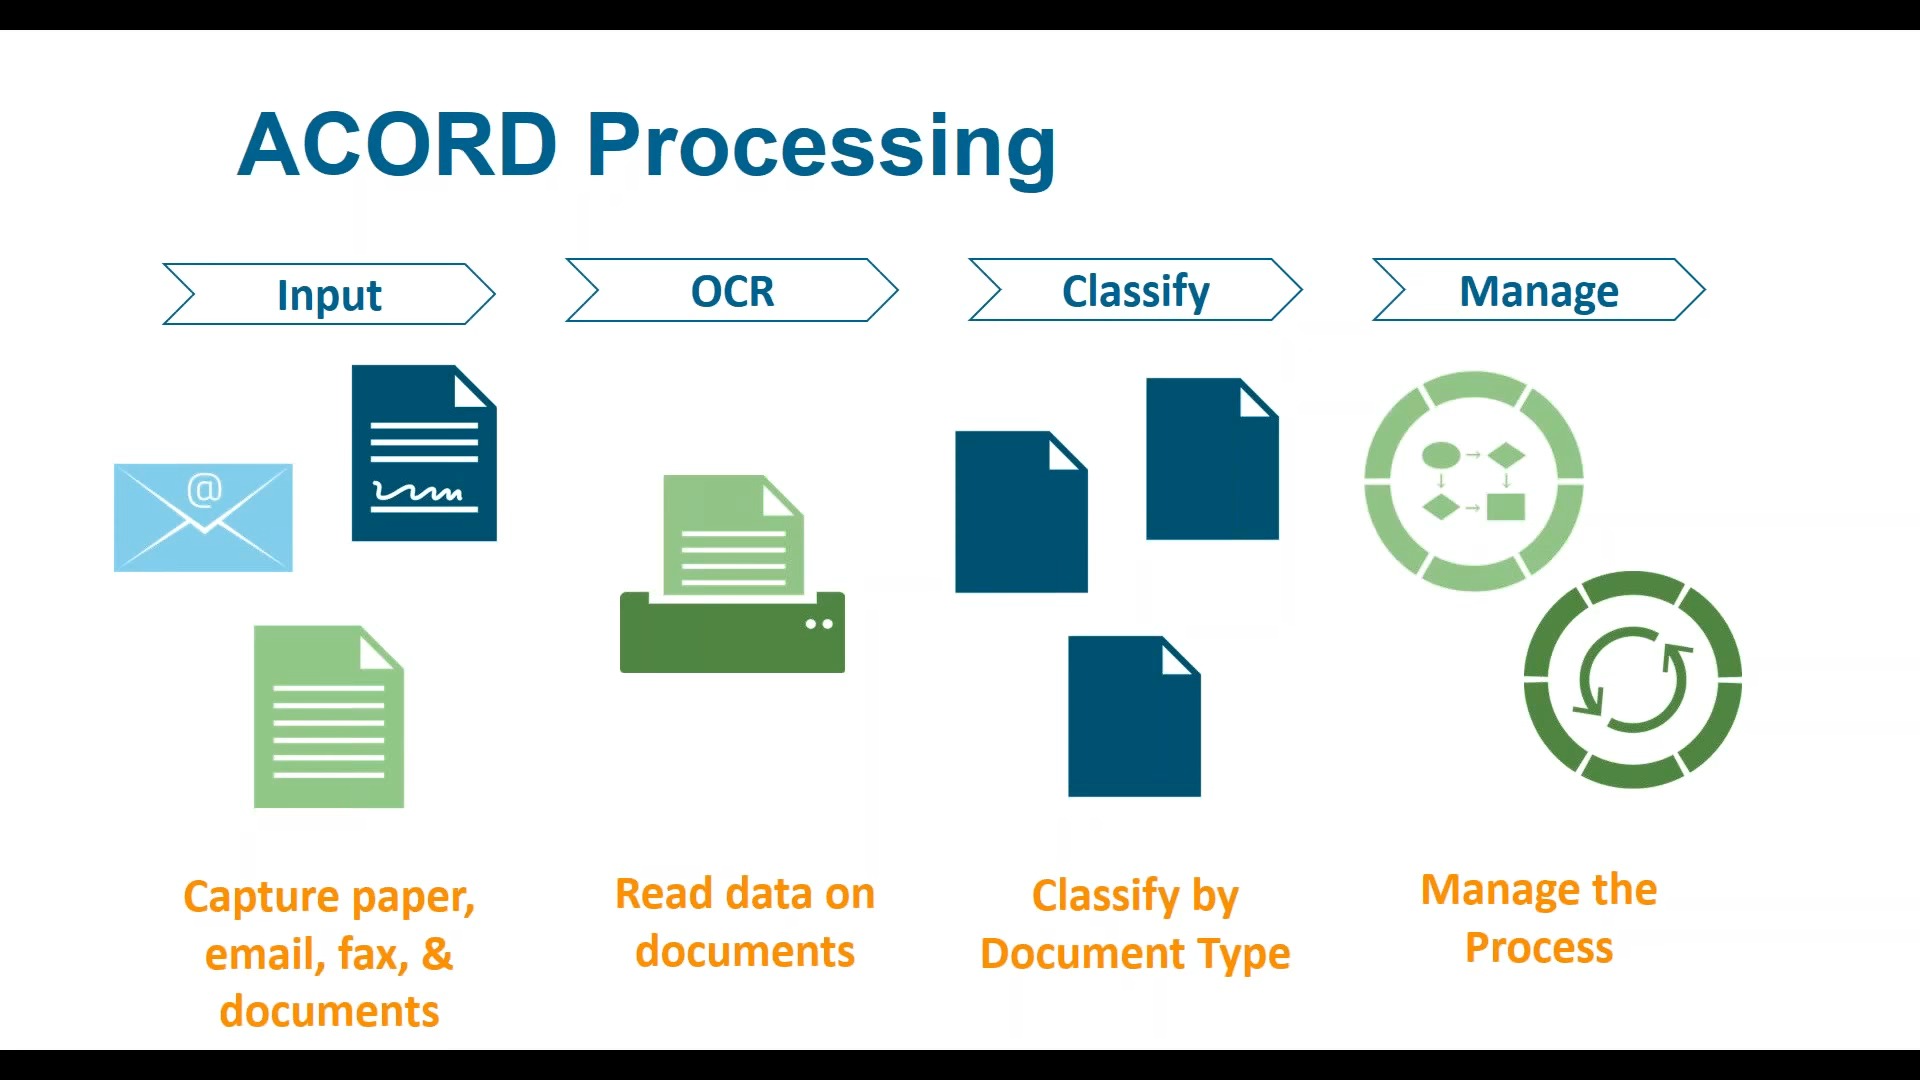 ACORD Processing
Input
OCR
Classify
Manage
@
Capture paper,
email, fax, &
documents
Read data on
documents
Classify by
Document Type
Manage the
Process